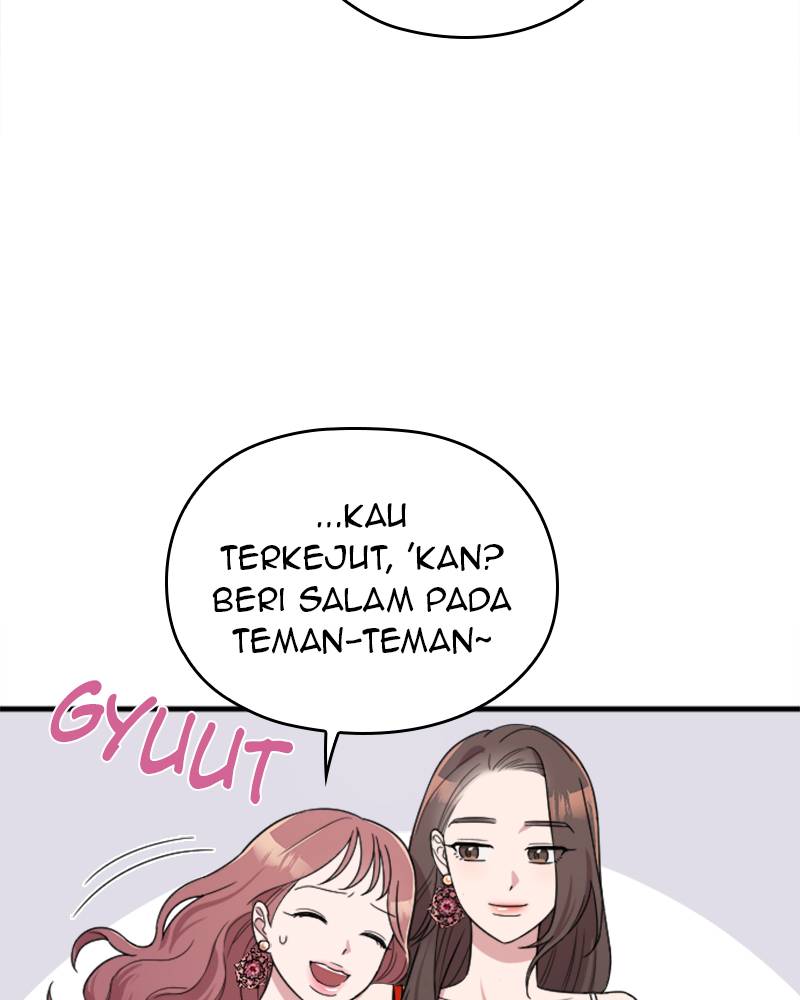 ...KAU
TERKEJUT, 'KAN?
BERI SALAM PADA
TEMAN-TEMAN~
GYUUT